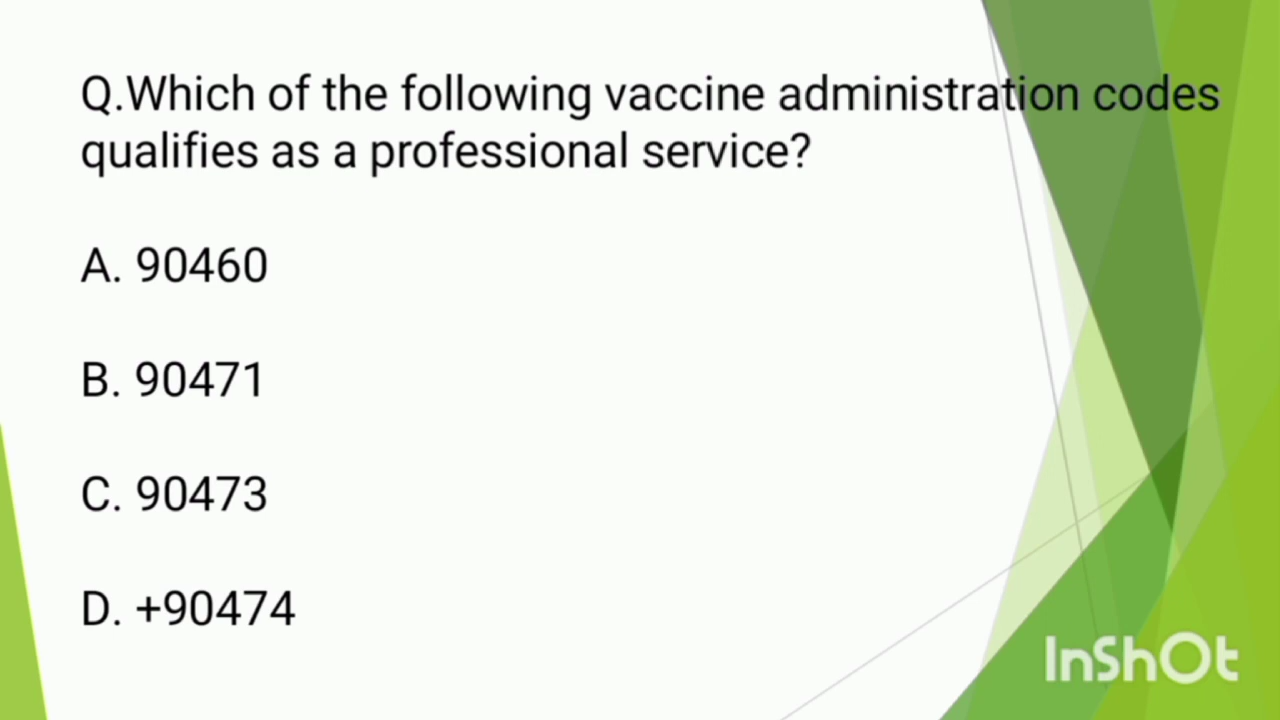 Q.Which of the following vaccine administration codes
qualifies as a professional service?
A. 90460
B. 90471
C. 90473
D. +90474
InShOt